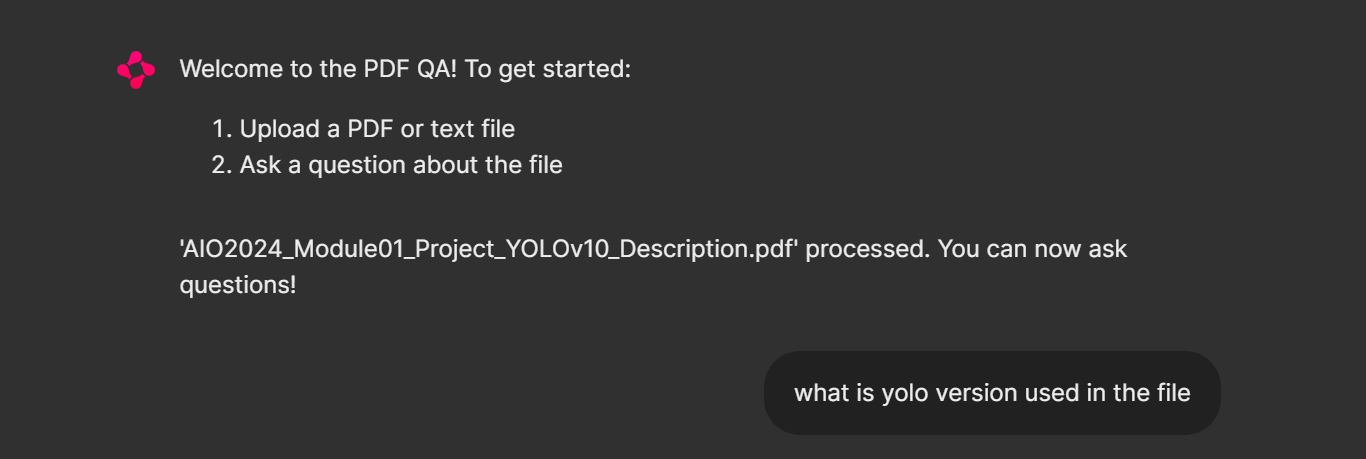 Welcome to the PDF QA! To get started:
1. Upload a PDF or text file
2. Ask a question about the file
'AIO2024_Module01_Project_YOLOv10_Description.pdf' processed. You can now ask
questions!
what is yolo version used in the file